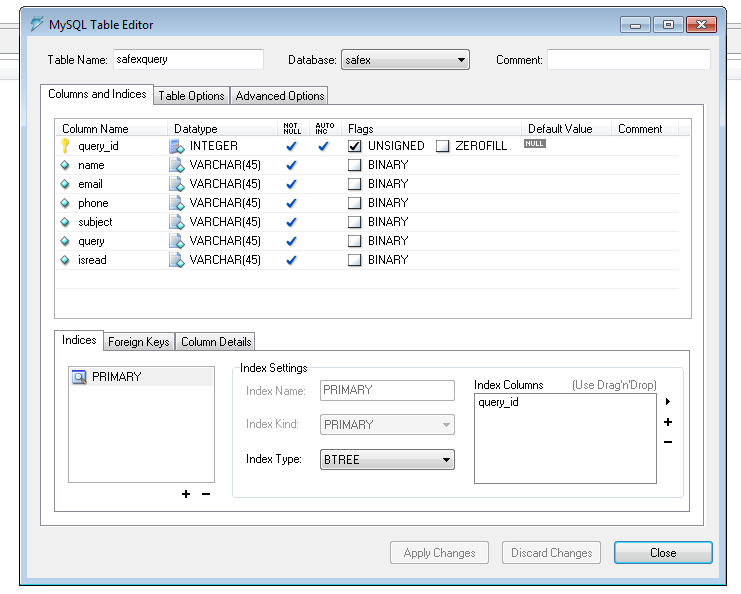 MySQL Table Editor
Table Name: safexquery Database: safex Comment:
Columns and Indices Table Options Advanced Options
Column Name Datatype NOT NULL AUTO INC Flags Default Value Comment
query_id INTEGER UNSIGNED ZEROFILL NULL
name VARCHAR(45) BINARY
email VARCHAR(45) BINARY
phone VARCHAR(45) BINARY
subject VARCHAR(45) BINARY
query VARCHAR(45) BINARY
isread VARCHAR(45) BINARY
Indices Foreign Keys Column Details
PRIMARY
Index Settings
Index Name: PRIMARY
Index Kind: PRIMARY
Index Type: BTREE
Index Columns (Use Drag'n'Drop)
query_id
Apply Changes Discard Changes Close